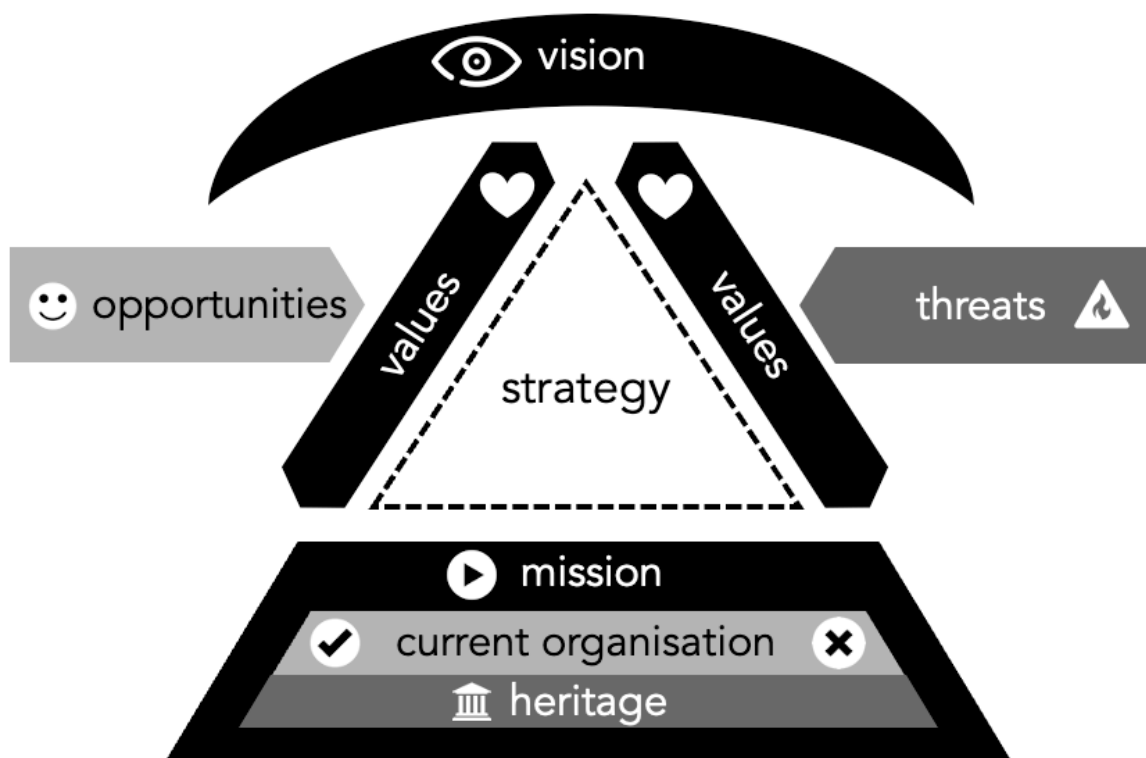 vision
opportunities
values
values
threats
strategy
mission
current organisation
heritage